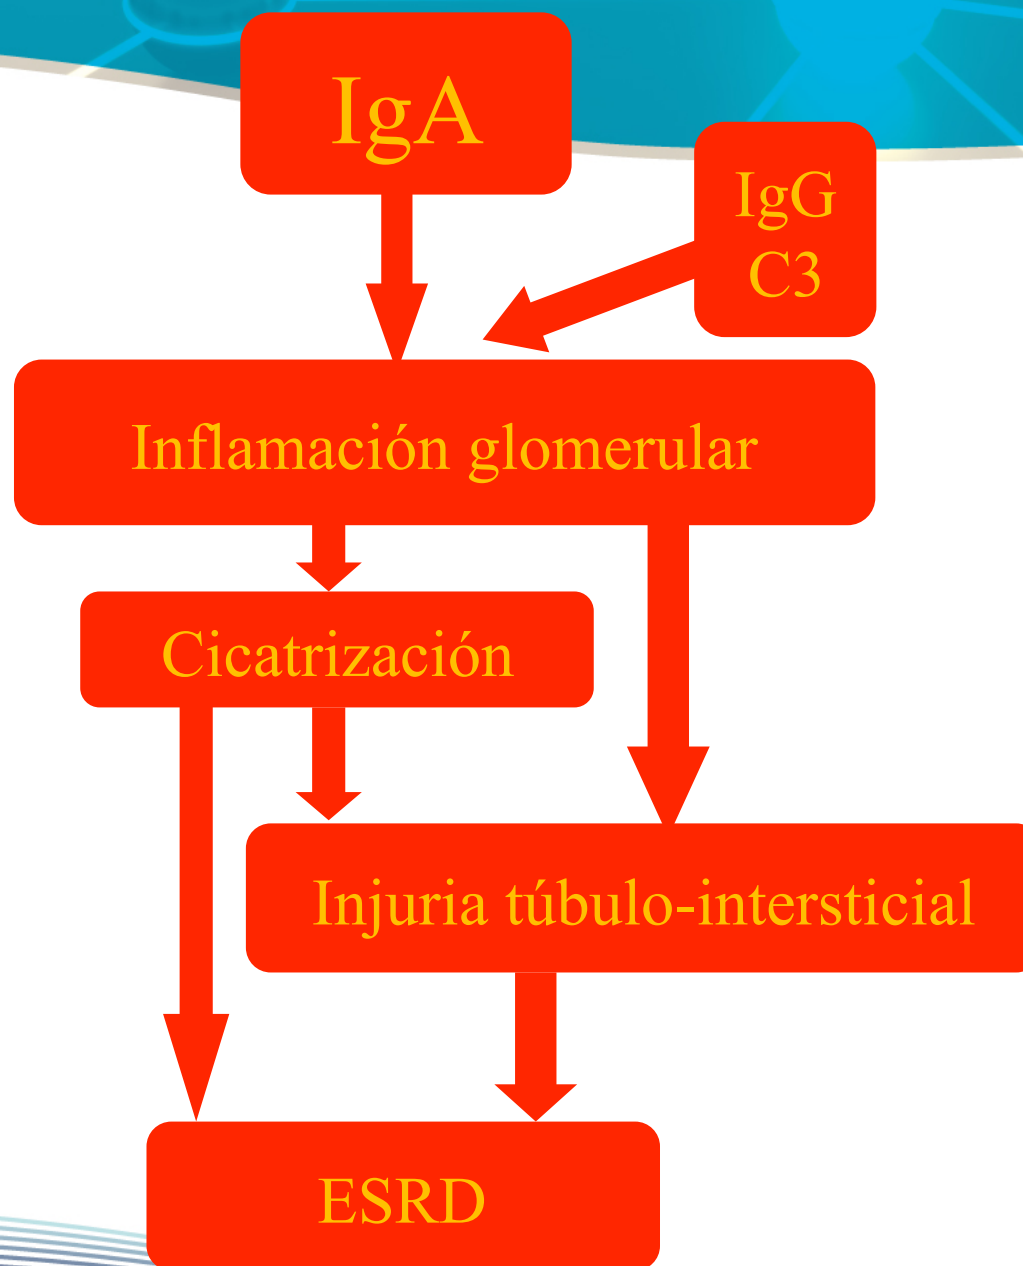 IgA
IgG
C3
Inflamación glomerular
Cicatrización
Injuria túbulo-intersticial
ESRD